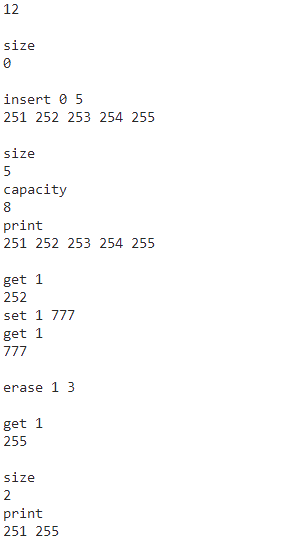 12
size
0
insert 0 5
251 252 253 254 255
size
5
capacity
8
print
251 252 253 254 255
get 1
252
set 1 777
get 1
777
erase 1 3
get 1
255
size
2
print
251 255